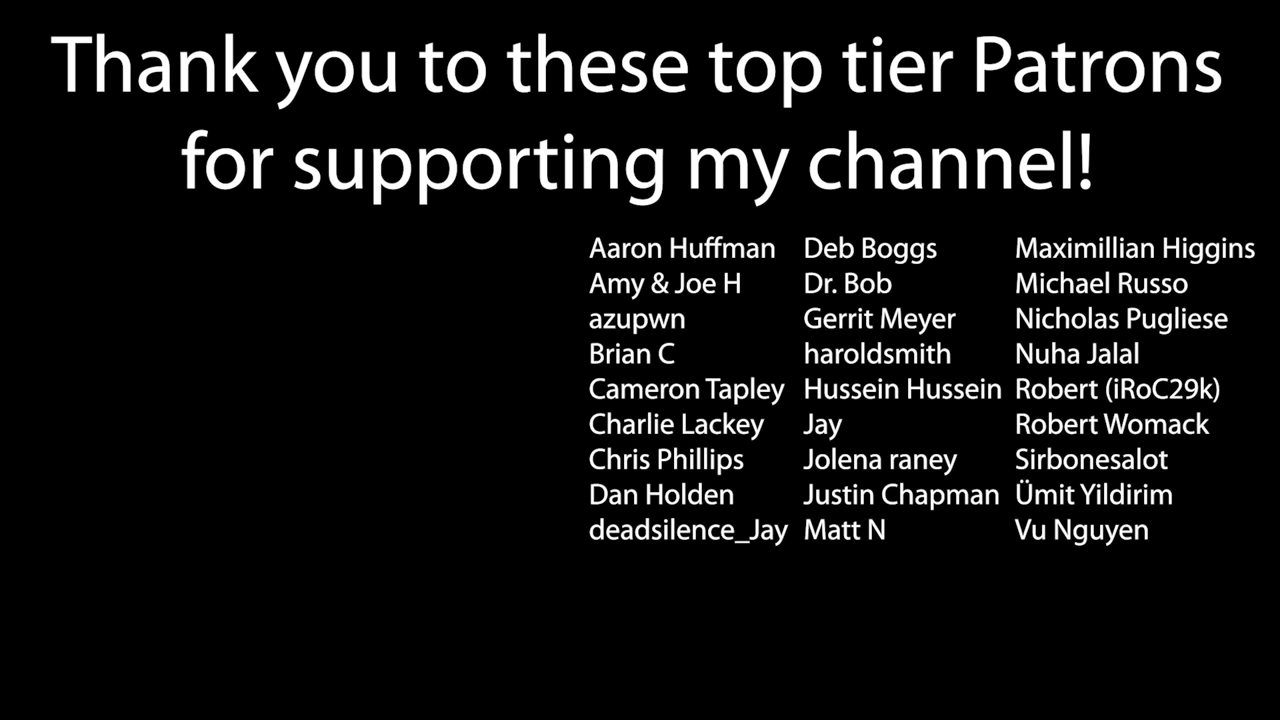 Thank you to these top tier Patrons
for supporting my channel!
Aaron Huffman
Amy & Joe H
azupwn
Brian C
Cameron Tapley
Charlie Lackey
Chris Phillips
Dan Holden
deadsilence_Jay
Deb Boggs
Dr. Bob
Gerrit Meyer
haroldsmith
Hussein Hussein
Jay
Jolena raney
Justin Chapman
Matt N
Maximillian Higgins
Michael Russo
Nicholas Pugliese
Nuha Jalal
Robert (iRoC29k)
Robert Womack
Sirbonesalot
Ümit Yildirim
Vu Nguyen